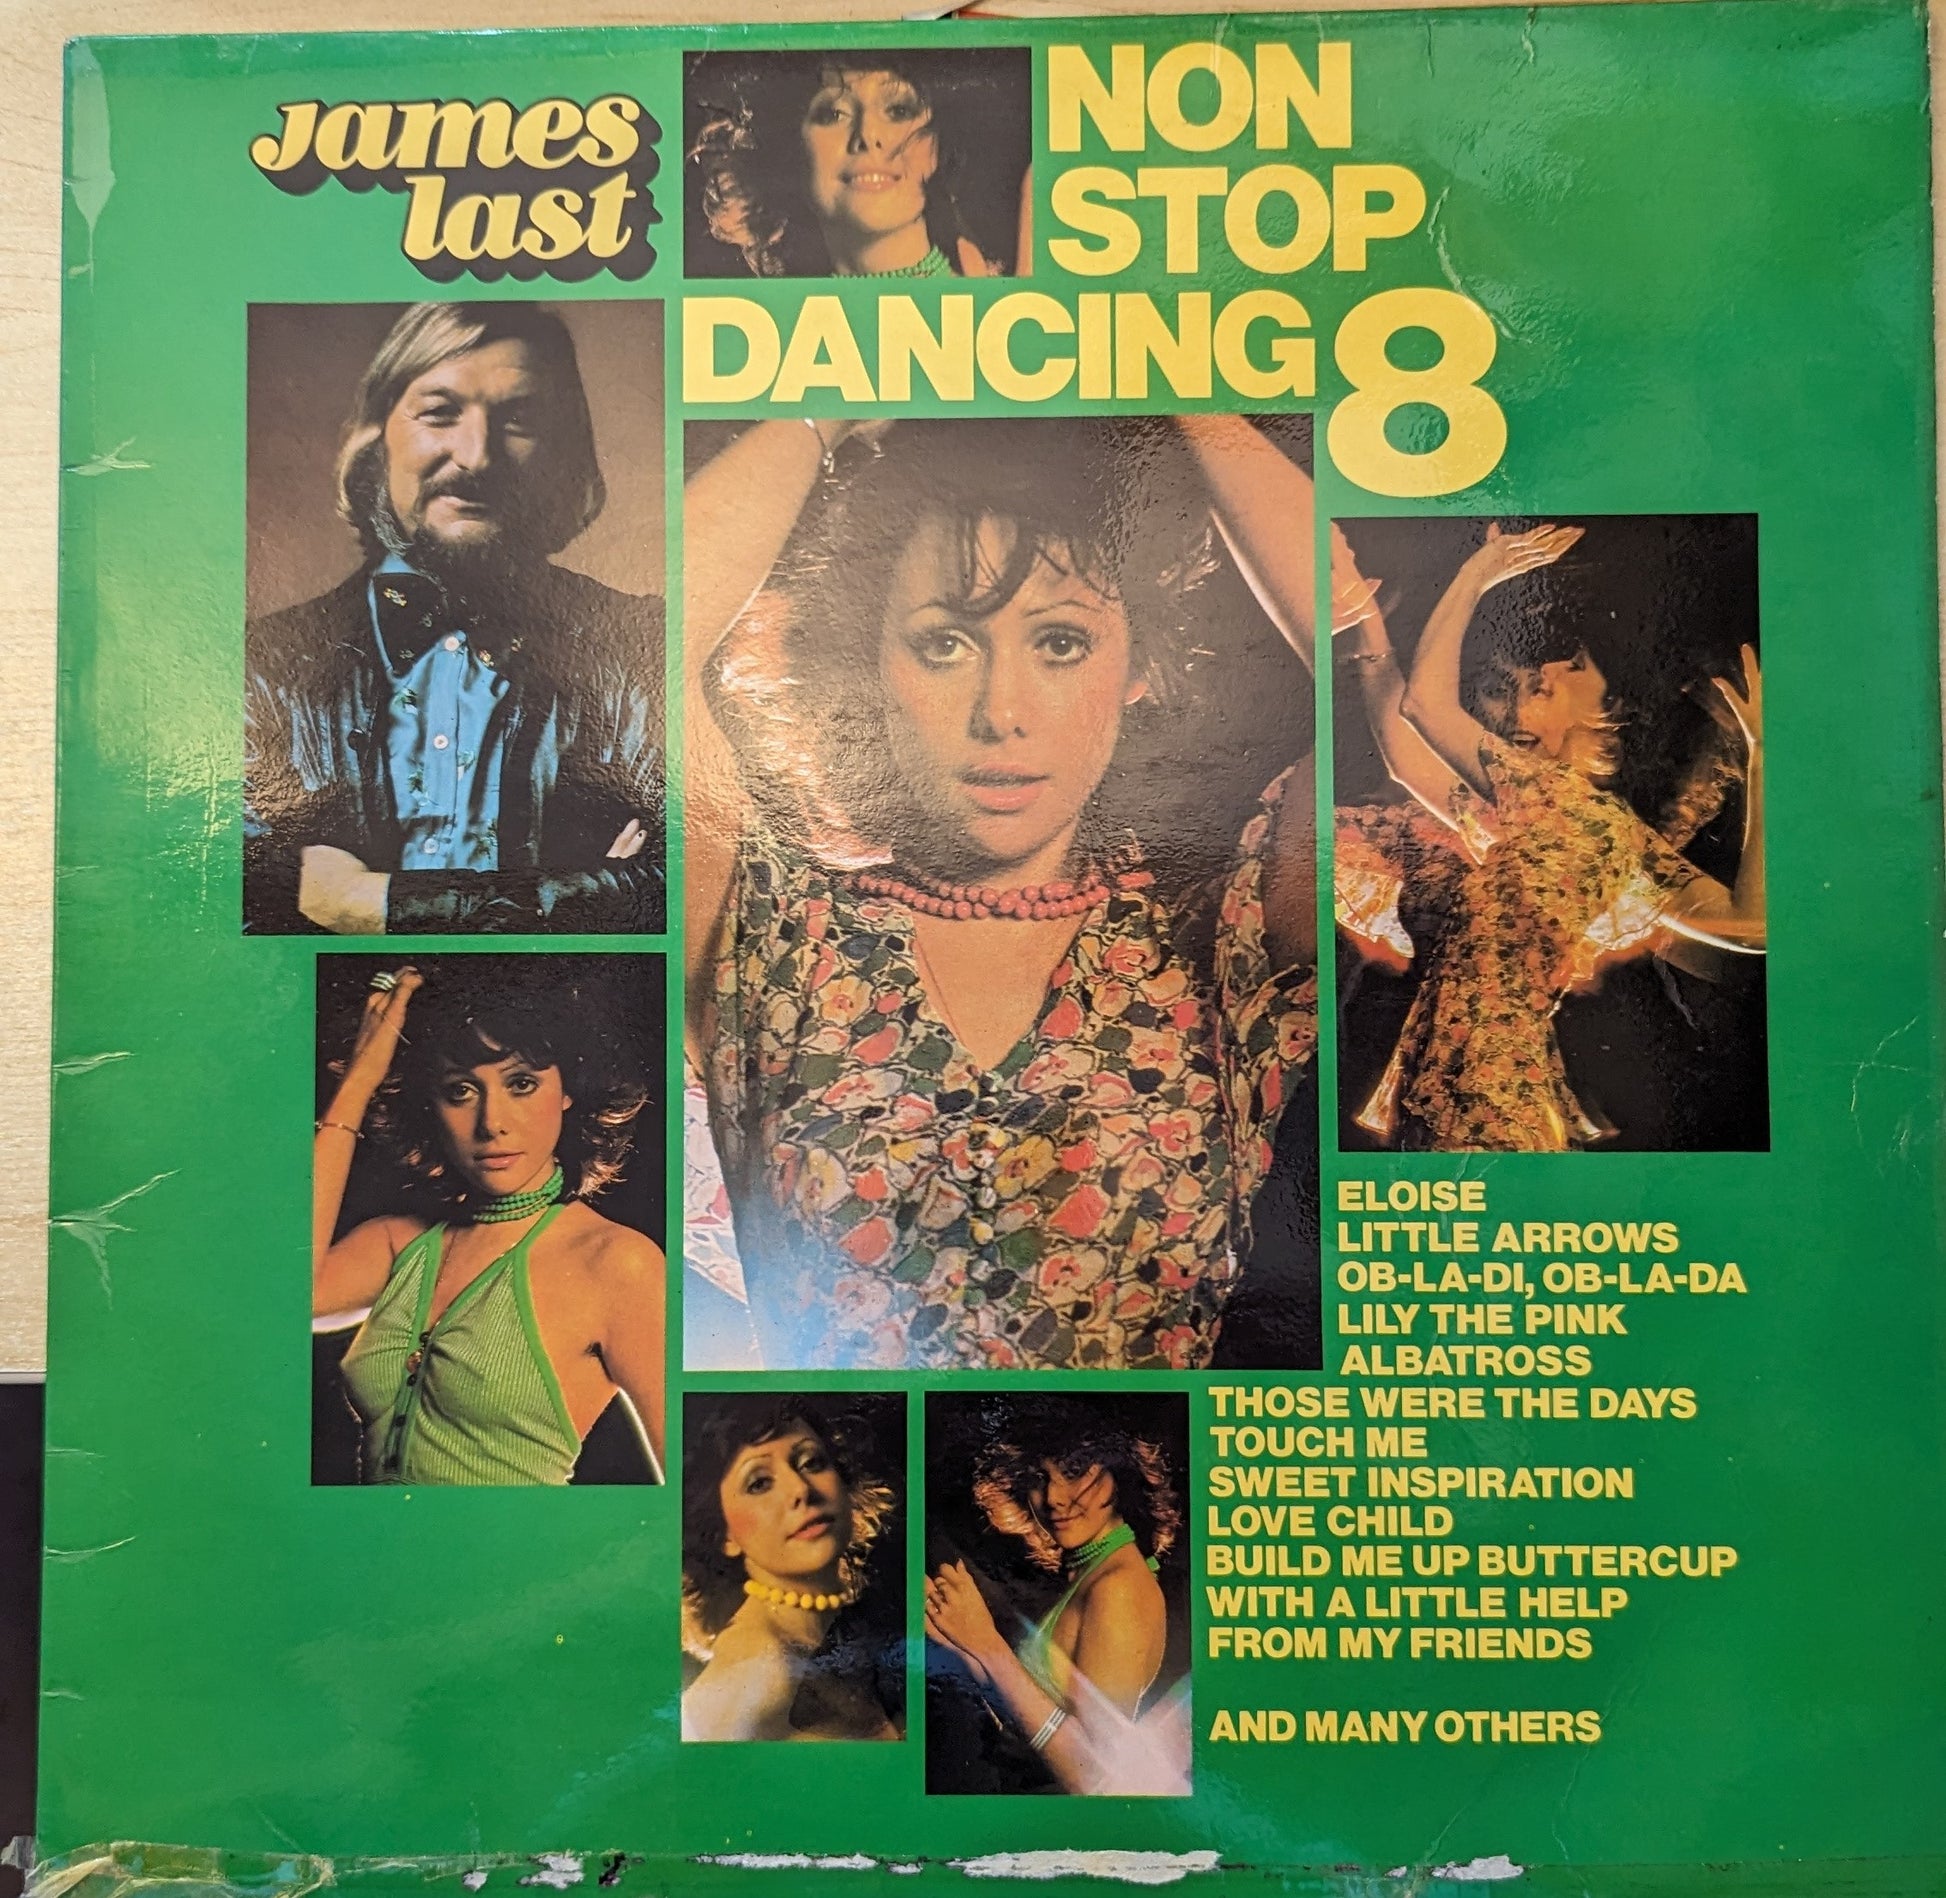 James
last
NON
STOP
DANCING 8
ELOISE
LITTLE ARROWS
OB-LA-DI, OB-LA-DA
LILY THE PINK
ALBATROSS
THOSE WERE THE DAYS
TOUCH ME
SWEET INSPIRATION
LOVE CHILD
BUILD ME UP BUTTERCUP
WITH A LITTLE HELP
FROM MY FRIENDS
AND MANY OTHERS